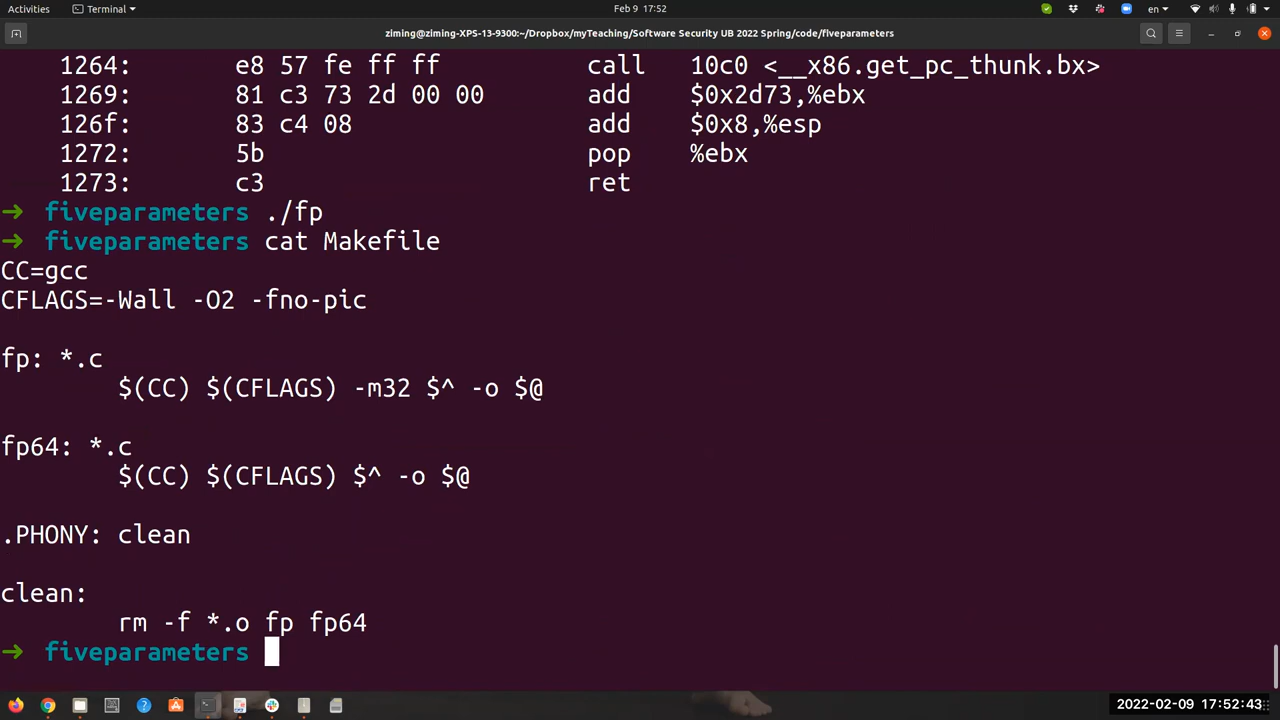 Activities
Terminal
Feb 9 17:52
en
ziming@ziming-XPS-13-9300:~/Dropbox/myTeaching/Software Security UB 2022 Spring/code/fiveparameters
1264: e8 57 fe ff ff call 10c0 <__x86.get_pc_thunk.bx>
1269: 81 c3 73 2d 00 00 add $0x2d73,%ebx
126f: 83 c4 08 add $0x8,%esp
1272: 5b pop %ebx
1273: c3 ret
➜ fiveparameters ./fp
➜ fiveparameters cat Makefile
CC=gcc
CFLAGS=-Wall -O2 -fno-pic
fp: *.c
$(CC) $(CFLAGS) -m32 $^ -o $@
fp64: *.c
$(CC) $(CFLAGS) $^ -o $@
.PHONY: clean
clean:
rm -f *.o fp fp64
➜ fiveparameters
2022-02-09 17:52:43